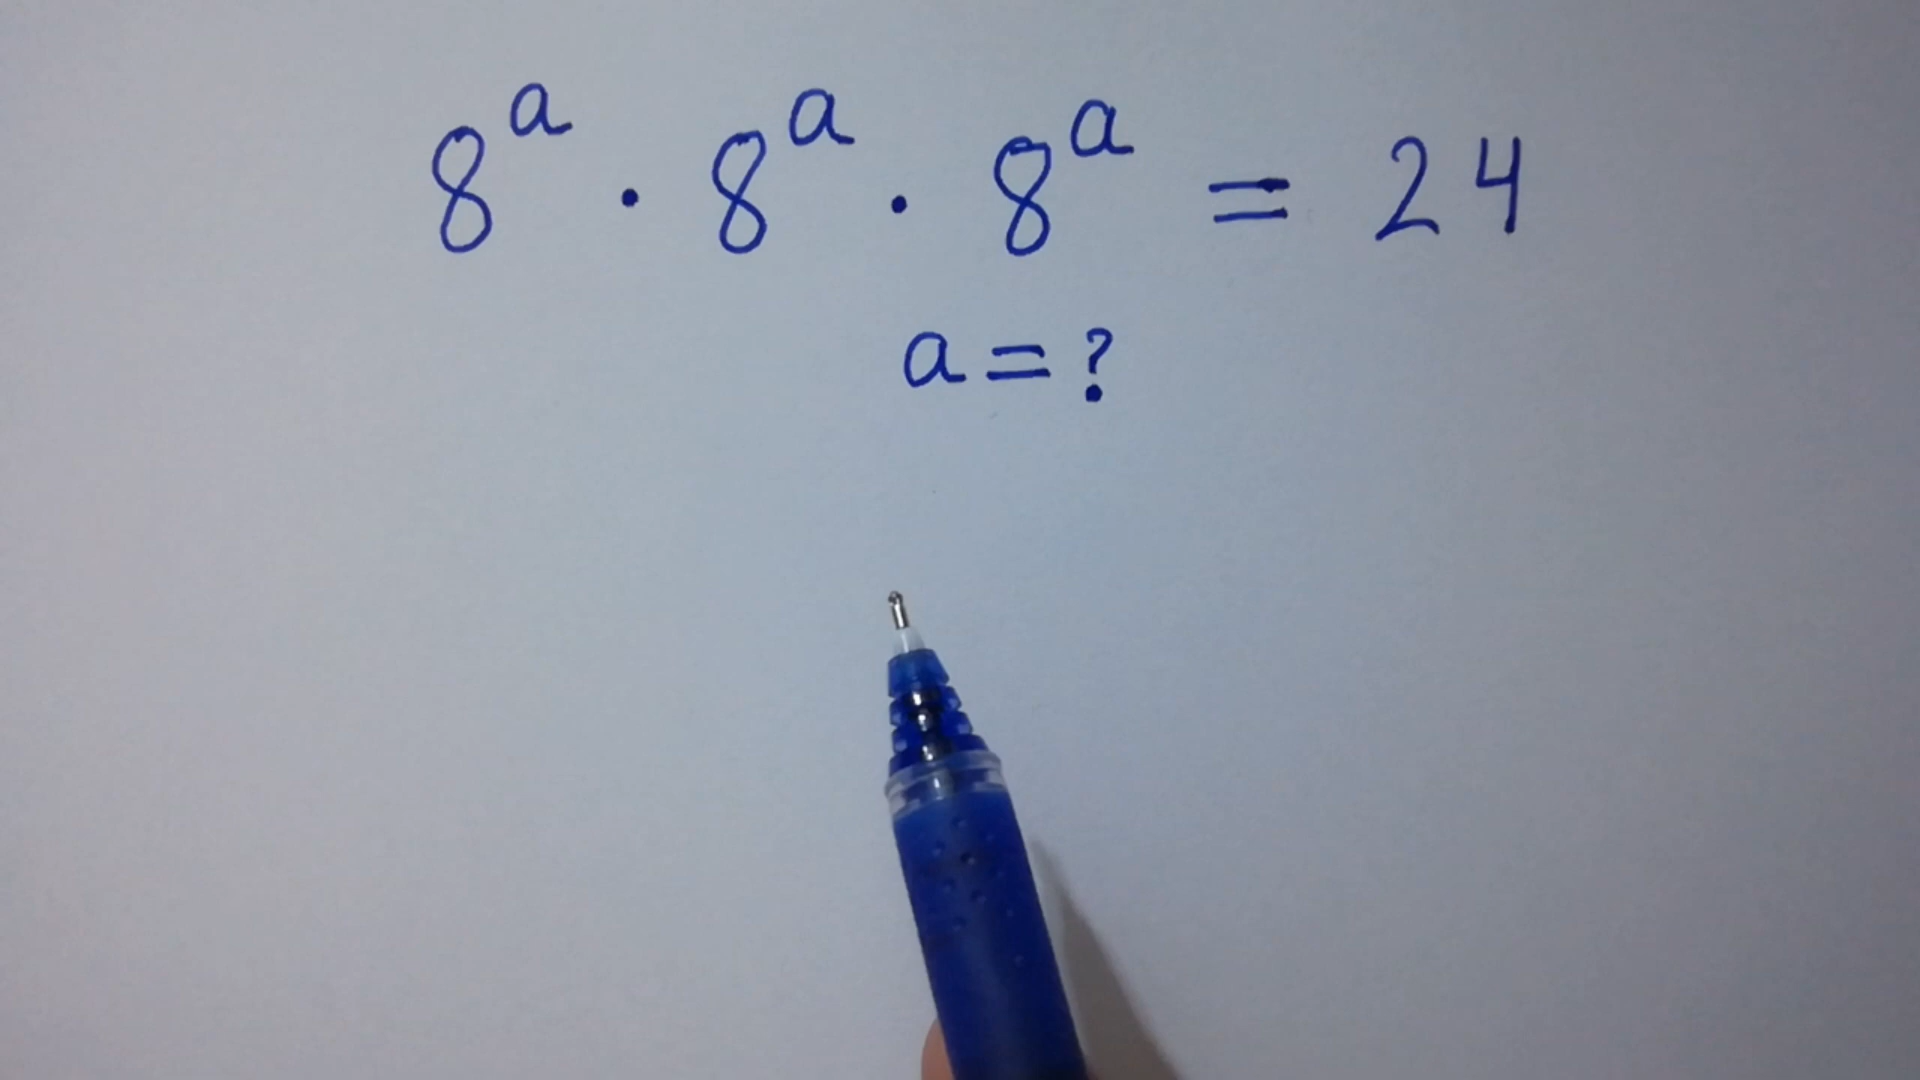 8^a · 8^a · 8^a = 24
a = ?